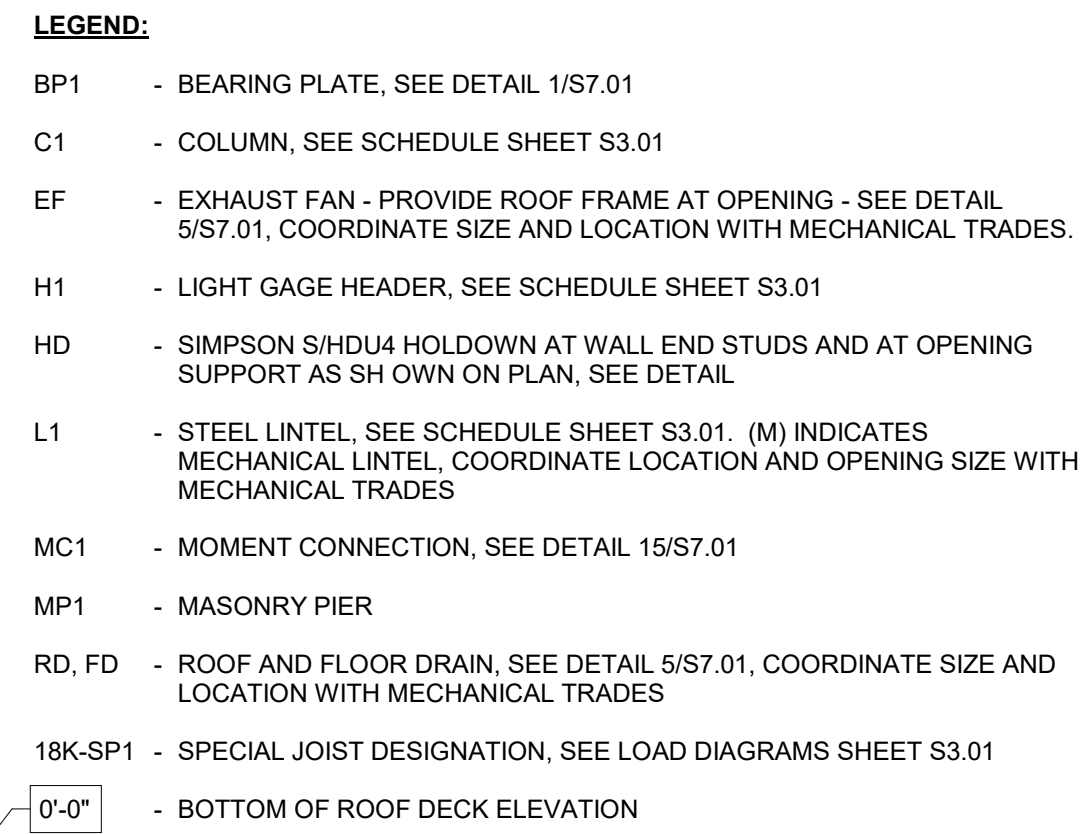 LEGEND:
BP1 - BEARING PLATE, SEE DETAIL 1/S7.01
C1 - COLUMN, SEE SCHEDULE SHEET S3.01
EF - EXHAUST FAN - PROVIDE ROOF FRAME AT OPENING - SEE DETAIL
5/S7.01, COORDINATE SIZE AND LOCATION WITH MECHANICAL TRADES.
H1 - LIGHT GAGE HEADER, SEE SCHEDULE SHEET S3.01
HD - SIMPSON S/HDU4 HOLDOWN AT WALL END STUDS AND AT OPENING
SUPPORT AS SH OWN ON PLAN, SEE DETAIL
L1 - STEEL LINTEL, SEE SCHEDULE SHEET S3.01. (M) INDICATES
MECHANICAL LINTEL, COORDINATE LOCATION AND OPENING SIZE WITH
MECHANICAL TRADES
MC1 - MOMENT CONNECTION, SEE DETAIL 15/S7.01
MP1 - MASONRY PIER
RD, FD - ROOF AND FLOOR DRAIN, SEE DETAIL 5/S7.01, COORDINATE SIZE AND
LOCATION WITH MECHANICAL TRADES
18K-SP1 - SPECIAL JOIST DESIGNATION, SEE LOAD DIAGRAMS SHEET S3.01
0'-0" - BOTTOM OF ROOF DECK ELEVATION